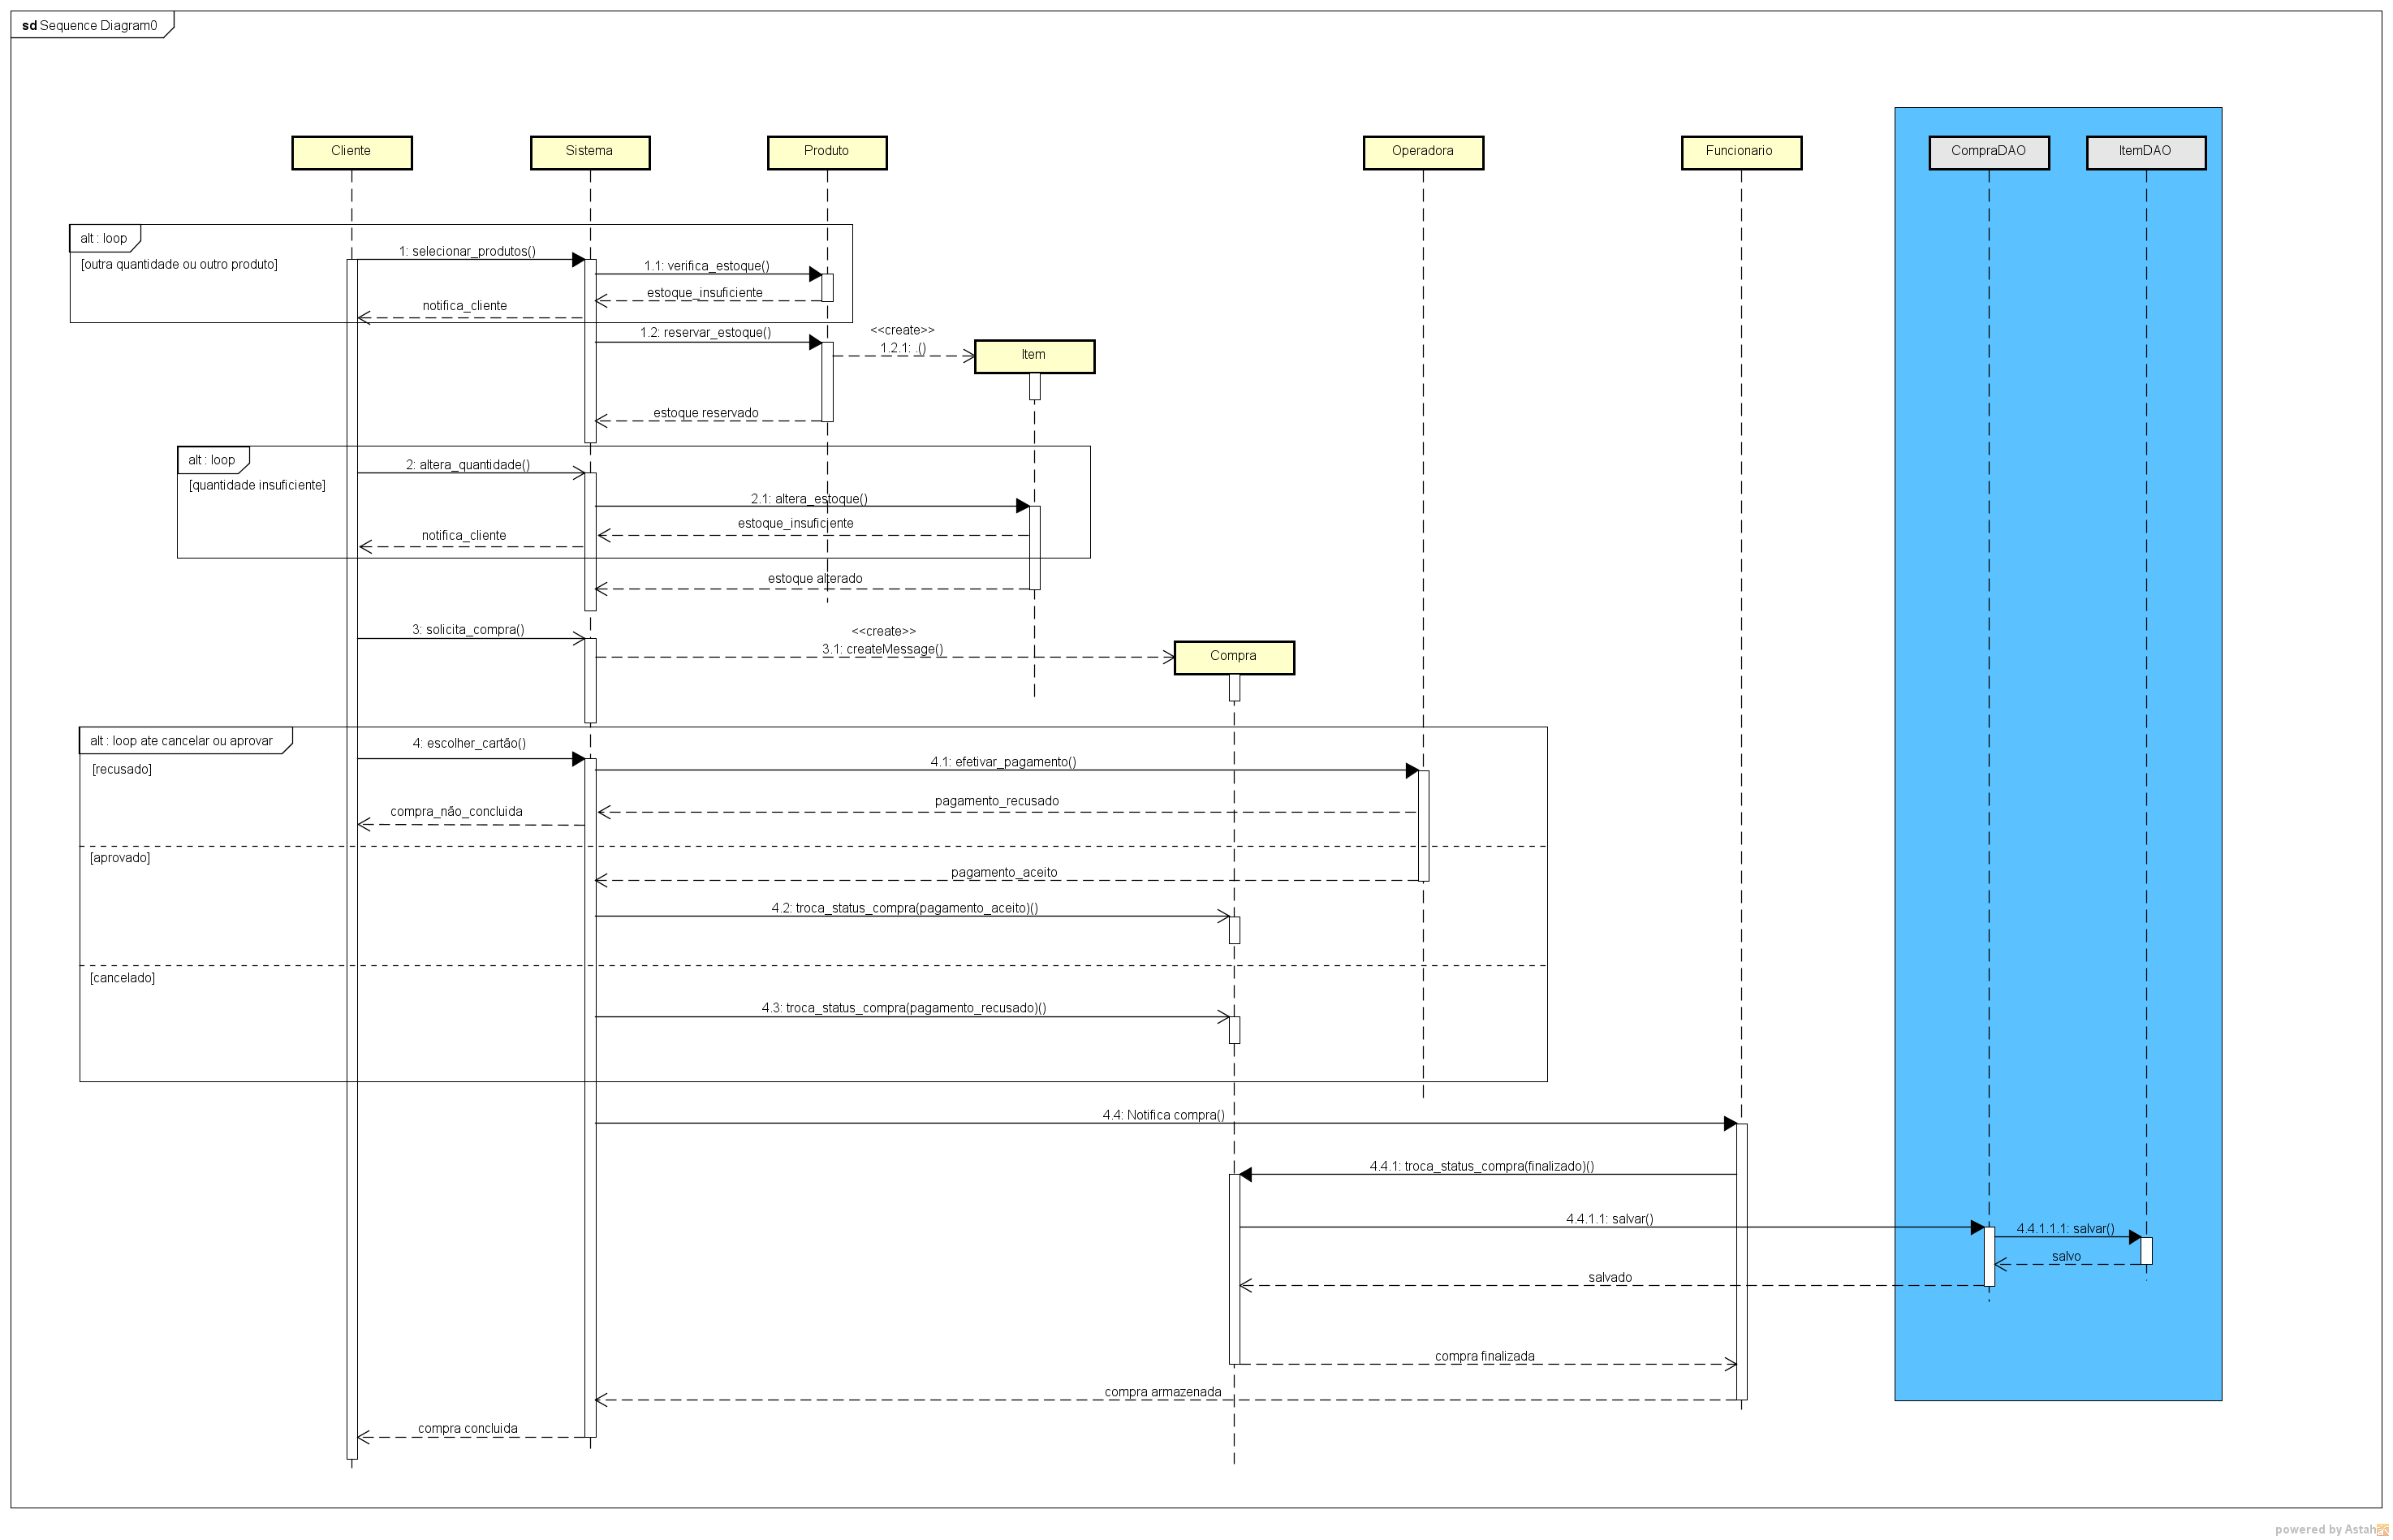 sd Sequence Diagram0
Cliente
Sistema
Produto
Operadora
Funcionario
CompraDAO
ItemDAO
alt : loop
[outra quantidade ou outro produto]
1: selecionar_produtos()
1.1: verifica_estoque()
estoque_insuficiente
notifica_cliente
1.2: reservar_estoque()
<<create>>
1.2.1: .()
Item
estoque reservado
alt : loop
[quantidade insuficiente]
2: altera_quantidade()
2.1: altera_estoque()
estoque_insuficiente
notifica_cliente
estoque alterado
3: solicita_compra()
<<create>>
3.1: createMessage()
Compra
alt : loop ate cancelar ou aprovar
[recusado]
4: escolher_cartão()
4.1: efetivar_pagamento()
pagamento_recusado
compra_não_concluida
[aprovado]
pagamento_aceito
4.2: troca_status_compra(pagamento_aceito)()
[cancelado]
4.3: troca_status_compra(pagamento_recusado)()
4.4: Notifica compra()
4.4.1: troca_status_compra(finalizado)()
4.4.1.1: salvar()
4.4.1.1.1: salvar()
salvo
salvado
compra finalizada
compra armazenada
compra concluida
powered by Astah